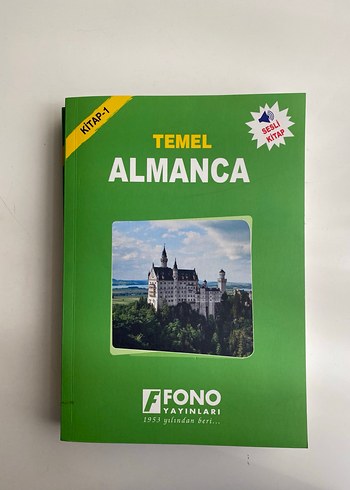 KİTAP-1
SESLİ
KİTAP
TEMEL
ALMANCA
FONO
YAYINLARI
1953 yılından beri...